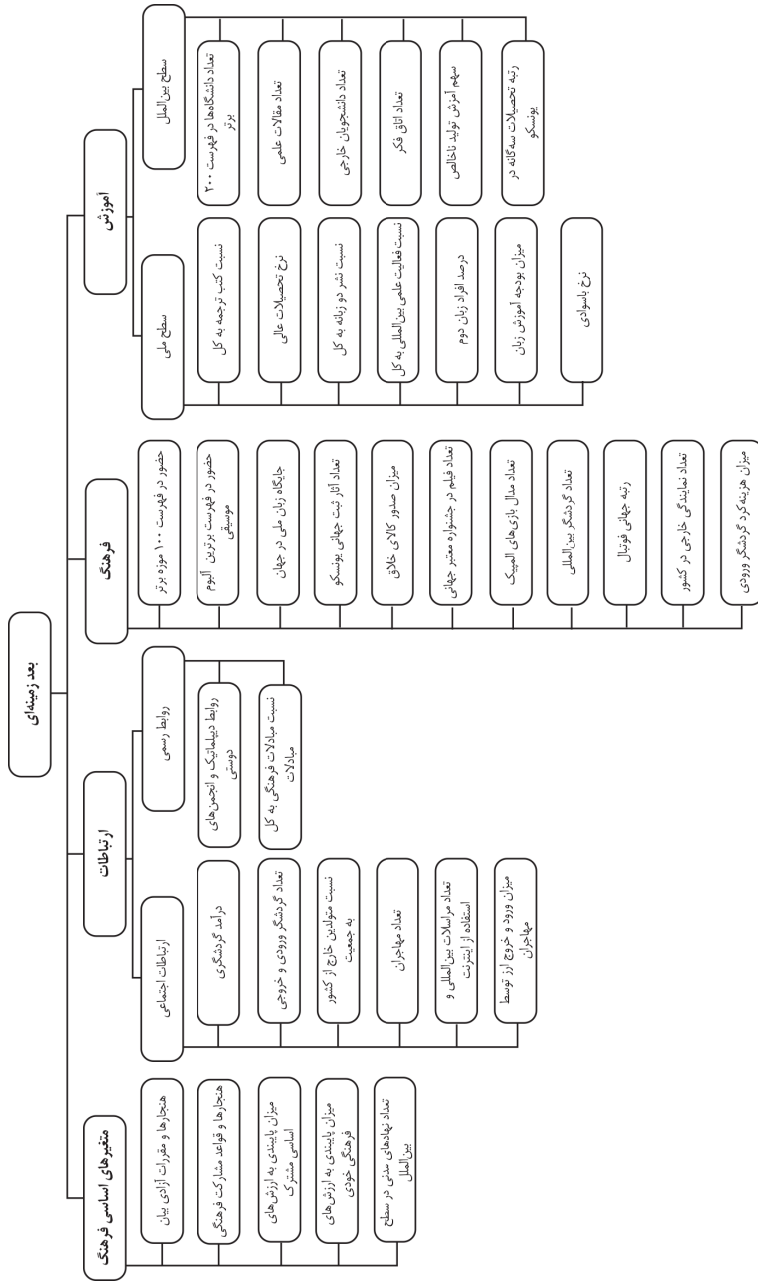 بعد زمینه‌ای
آموزش
سطح بین‌الملل
تعداد دانشگاه‌ها در فهرست ۲۰۰
برتر
تعداد مقالات علمی
تعداد دانشجویان خارجی
تعداد اتاق فکر
سهم آمزش تولید ناخالص
رتبه تحصیلات سه‌گانه در
یونسکو
سطح ملی
نسبت کتب ترجمه به کل
نرخ تحصیلات عالی
نسبت نشر دو زبانه به کل
نسبت فعالیت علمی بین‌المللی به کل
درصد افراد زبان دوم
میزان بودجه آموزش زبان
نرخ باسوادی
فرهنگ
حضور در فهرست ۱۰۰ موزه برتر
حضور در فهرست برترین آلبوم
موسیقی
جایگاه زبان ملی در جهان
تعداد آثار ثبت جهانی یونسکو
میزان صدور کالای خلاق
تعداد فیلم در جشنواره معتبر جهانی
تعداد مدال بازی‌های المپیک
تعداد گردشگر بین‌المللی
رتبه جهانی فوتبال
تعداد نمایندگی خارجی در کشور
میزان هزینه‌کرد گردشگر ورودی
ارتباطات
روابط رسمی
روابط دیپلماتیک و انجمن‌های
دوستی
نسبت مبادلات فرهنگی به کل
مبادلات
ارتباطات اجتماعی
درآمد گردشگری
تعداد گردشگر ورودی و خروجی
نسبت متولدین خارج از کشور
به جمعیت
تعداد مهاجران
تعداد مراسلات بین‌المللی و
استفاده از اینترنت
میزان ورود و خروج ارز توسط
مهاجران
متغیرهای اساسی فرهنگ
هنجارها و مقررات آزادی بیان
هنجارها و قواعد مشارکت فرهنگی
میزان پایبندی به ارزش‌های
اساسی مشترک
میزان پایبندی به ارزش‌های
فرهنگی خودی
تعداد نهادهای مدنی در سطح
بین‌الملل